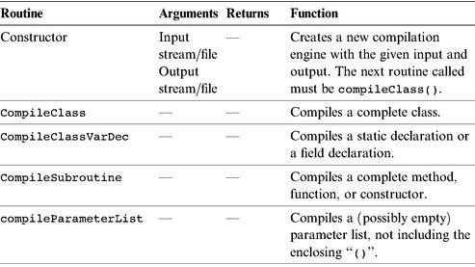 Routine Arguments Returns Function
Constructor Input — Creates a new compilation
stream/file engine with the given input and
Output output. The next routine called
stream/file must be compileClass().
CompileClass — — Compiles a complete class.
CompileClassVarDec — — Compiles a static declaration or
a field declaration.
CompileSubroutine — — Compiles a complete method,
function, or constructor.
compileParameterList — — Compiles a (possibly empty)
parameter list, not including the
enclosing “()”.